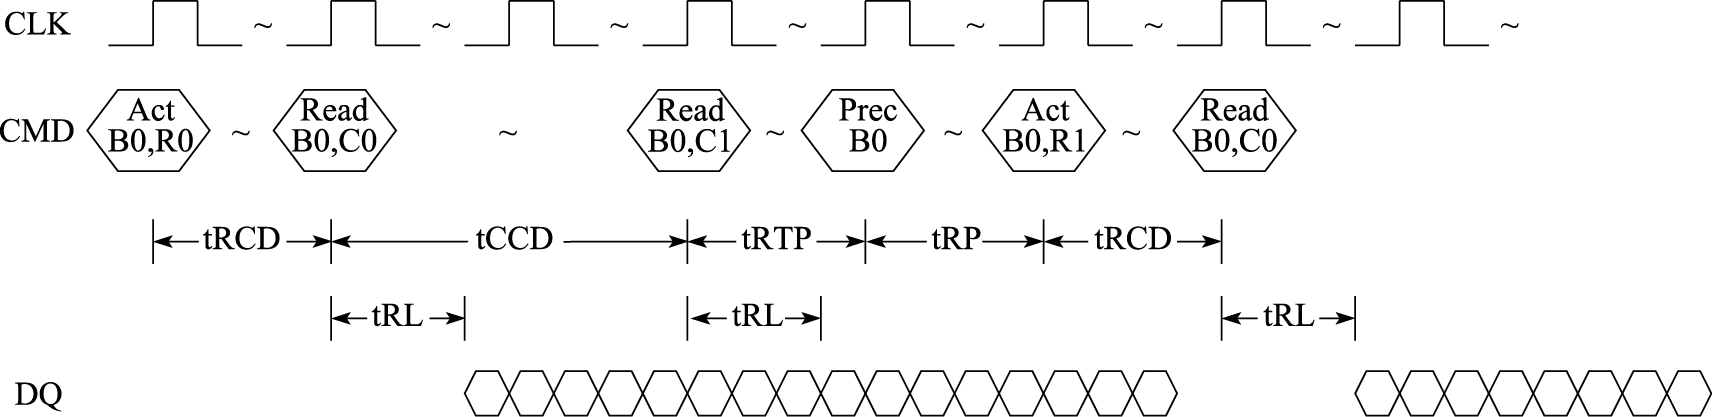 CLK ~ ~ ~ ~ ~ ~ ~ ~
Act Read Read Prec Act Read
CMD B0,R0 ~ B0,C0 ~ B0,C1 ~ B0 ~ B0,R1 ~ B0,C0
tRCD tCCD tRTP tRP tRCD
tRL tRL tRL
DQ